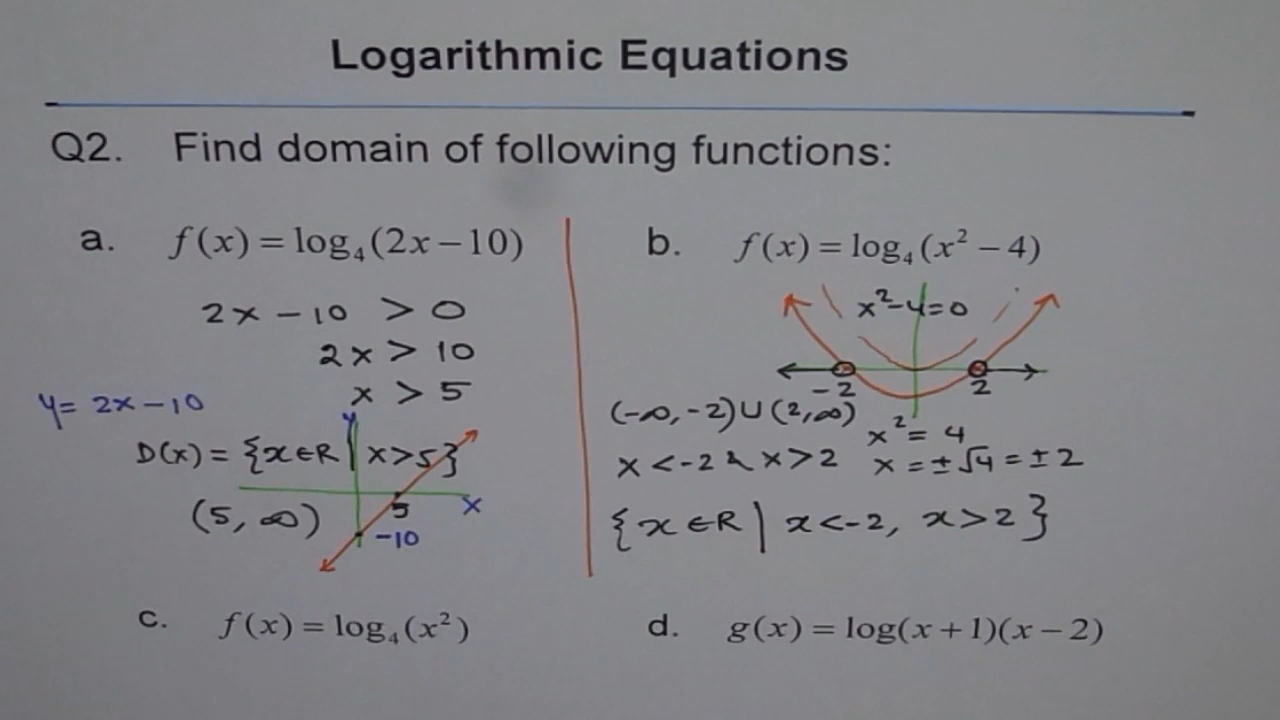 Logarithmic Equations
Q2. Find domain of following functions:
a. f(x) = log₄(2x − 10)
2x − 10 > 0
2x > 10
x > 5
y = 2x − 10
D(x) = {x ∈ R | x > 5}
(5, ∞)
y
x
5
−10
b. f(x) = log₄(x² − 4)
x² − 4 = 0
−2
2
(−∞, −2) ∪ (2, ∞)
x² = 4
x < −2 & x > 2
x = ±√4 = ±2
{x ∈ R | x < −2, x > 2}
c. f(x) = log₄(x²)
d. g(x) = log(x + 1)(x − 2)